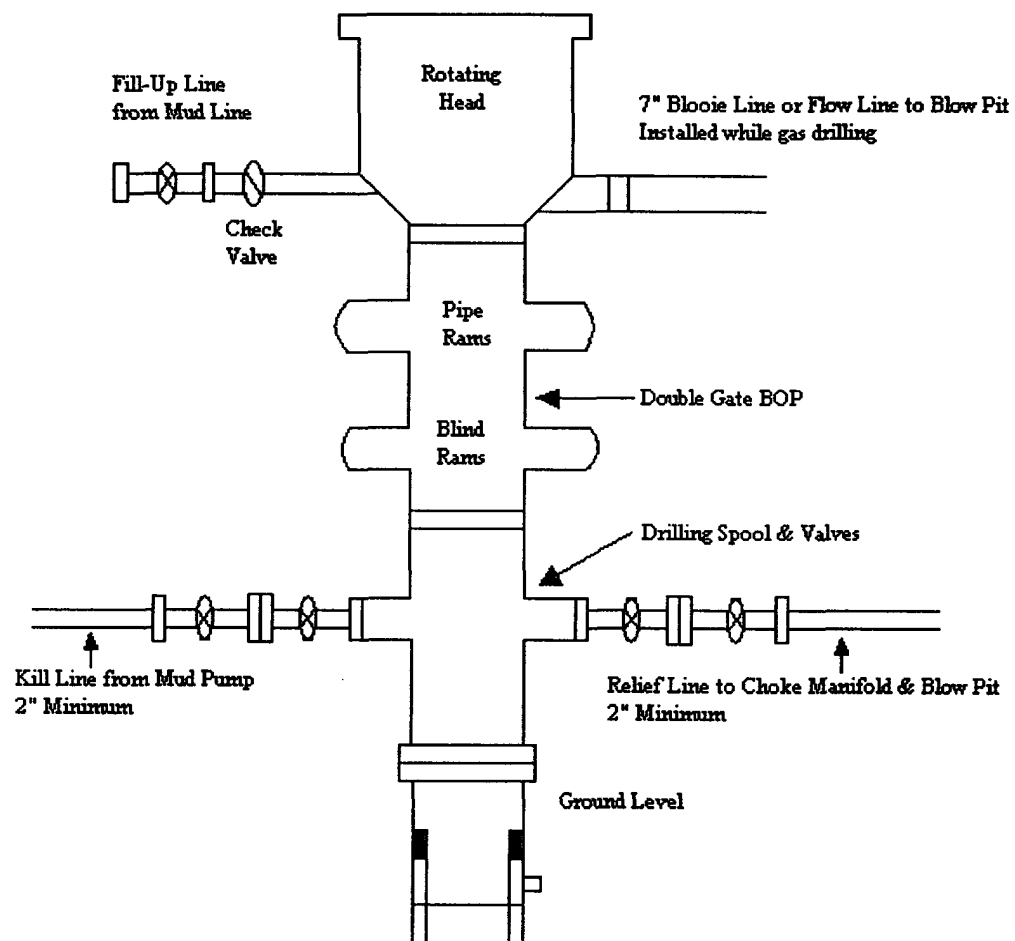 Rotating
Head
Fill-Up Line
from Mud Line
7" Blooie Line or Flow Line to Blow Pit
Installed while gas drilling
Check
Valve
Pipe
Rams
Double Gate BOP
Blind
Rams
Drilling Spool & Valves
Kill Line from Mud Pump
2" Minimum
Relief Line to Choke Manifold & Blow Pit
2" Minimum
Ground Level